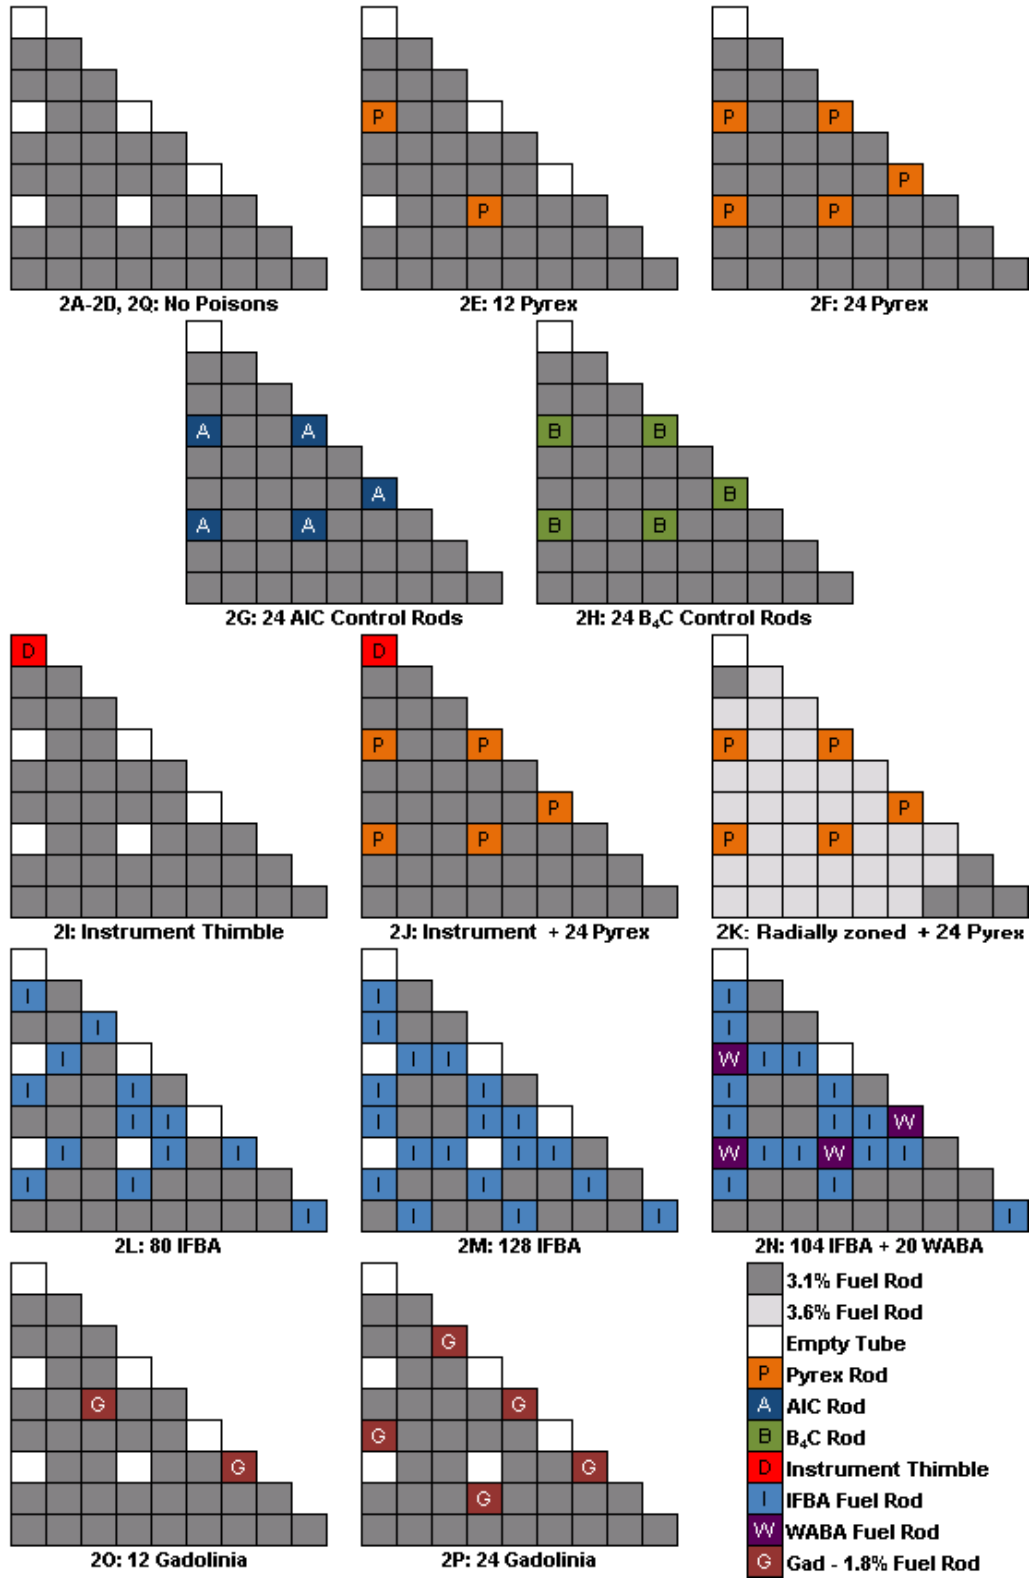 P
P P
P
P
P P
2A-2D, 2Q: No Poisons 2E: 12 Pyrex 2F: 24 Pyrex
A A B B
A B
A A B B
2G: 24 AIC Control Rods 2H: 24 B₄C Control Rods
D D
P P P P
P P
P P P P
2I: Instrument Thimble 2J: Instrument + 24 Pyrex 2K: Radially zoned + 24 Pyrex
I I I
I I I
I I I W I I
I I I I I I
I I I I I I I I W
I I I I I I W I I W I I
I I I I I I I
I I I I I
2L: 80 IFBA 2M: 128 IFBA 2N: 104 IFBA + 20 WABA
3.1% Fuel Rod
3.6% Fuel Rod
G Empty Tube
P Pyrex Rod
G G A AIC Rod
G B B₄C Rod
G G D Instrument Thimble
G I IFBA Fuel Rod
W WABA Fuel Rod
2O: 12 Gadolinia 2P: 24 Gadolinia G Gad - 1.8% Fuel Rod